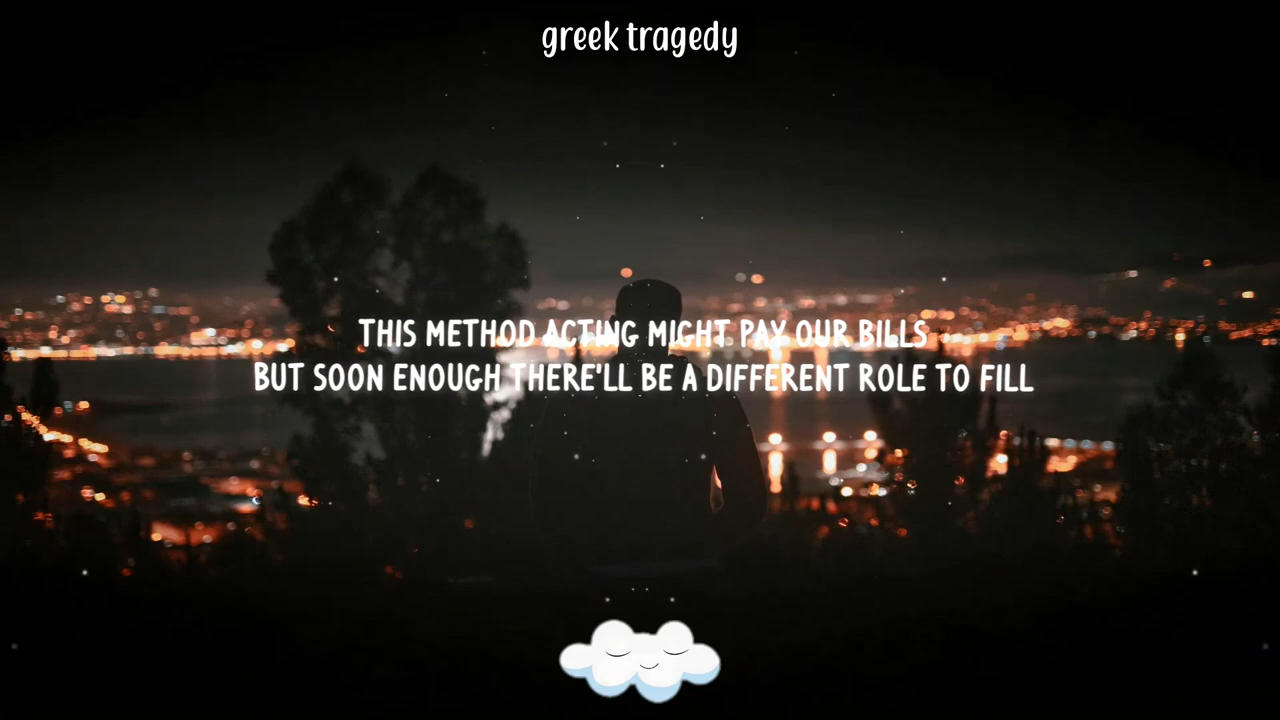 greek tragedy
THIS METHOD ACTING MIGHT PAY OUR BILLS
BUT SOON ENOUGH THERE'LL BE A DIFFERENT ROLE TO FILL